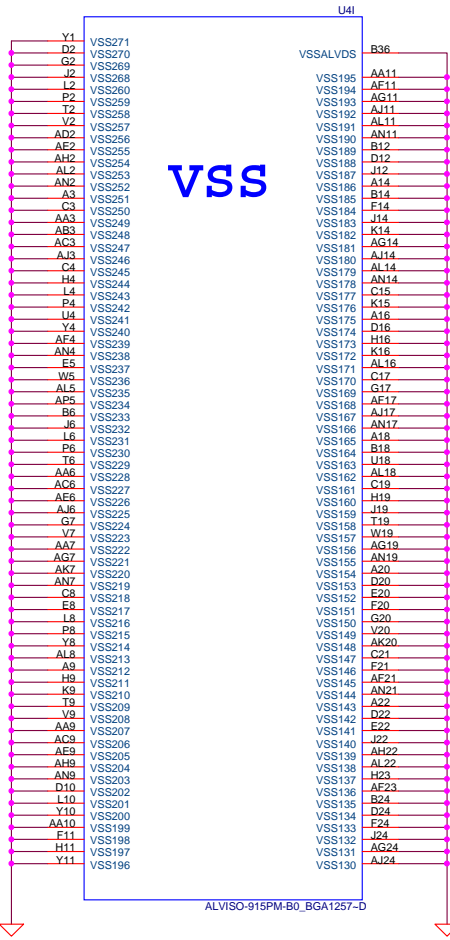 U4I
VSS
Y1 VSS271
D2 VSS270
G2 VSS269
J2 VSS268
L2 VSS260
P2 VSS259
T2 VSS258
V2 VSS257
AD2 VSS256
AE2 VSS255
AH2 VSS254
AL2 VSS253
AN2 VSS252
A3 VSS251
C3 VSS250
AA3 VSS249
AB3 VSS248
AC3 VSS247
AJ3 VSS246
C4 VSS245
H4 VSS244
L4 VSS243
P4 VSS242
U4 VSS241
Y4 VSS240
AF4 VSS239
AN4 VSS238
E5 VSS237
W5 VSS236
AL5 VSS235
AP5 VSS234
B6 VSS233
J6 VSS232
L6 VSS231
P6 VSS230
T6 VSS229
AA6 VSS228
AC6 VSS227
AE6 VSS226
AJ6 VSS225
G7 VSS224
V7 VSS223
AA7 VSS222
AG7 VSS221
AK7 VSS220
AN7 VSS219
C8 VSS218
E8 VSS217
L8 VSS216
P8 VSS215
Y8 VSS214
AL8 VSS213
A9 VSS212
H9 VSS211
K9 VSS210
T9 VSS209
V9 VSS208
AA9 VSS207
AC9 VSS206
AE9 VSS205
AH9 VSS204
AN9 VSS203
D10 VSS202
L10 VSS201
Y10 VSS200
AA10 VSS199
F11 VSS198
H11 VSS197
Y11 VSS196
VSSALVDS B36
VSS195 AA11
VSS194 AF11
VSS193 AG11
VSS192 AJ11
VSS191 AL11
VSS190 AN11
VSS189 B12
VSS188 D12
VSS187 J12
VSS186 A14
VSS185 B14
VSS184 F14
VSS183 J14
VSS182 K14
VSS181 AG14
VSS180 AJ14
VSS179 AL14
VSS178 AN14
VSS177 C15
VSS176 K15
VSS175 A16
VSS174 D16
VSS173 H16
VSS172 K16
VSS171 AL16
VSS170 C17
VSS169 G17
VSS168 AF17
VSS167 AJ17
VSS166 AN17
VSS165 A18
VSS164 B18
VSS163 U18
VSS162 AL18
VSS161 C19
VSS160 H19
VSS159 J19
VSS158 T19
VSS157 W19
VSS156 AG19
VSS155 AN19
VSS154 A20
VSS153 D20
VSS152 E20
VSS151 F20
VSS150 G20
VSS149 V20
VSS148 AK20
VSS147 C21
VSS146 F21
VSS145 AF21
VSS144 AN21
VSS143 A22
VSS142 D22
VSS141 E22
VSS140 J22
VSS139 AH22
VSS138 AL22
VSS137 H23
VSS136 AF23
VSS135 B24
VSS134 D24
VSS133 F24
VSS132 J24
VSS131 AG24
VSS130 AJ24
ALVISO-915PM-B0_BGA1257~D